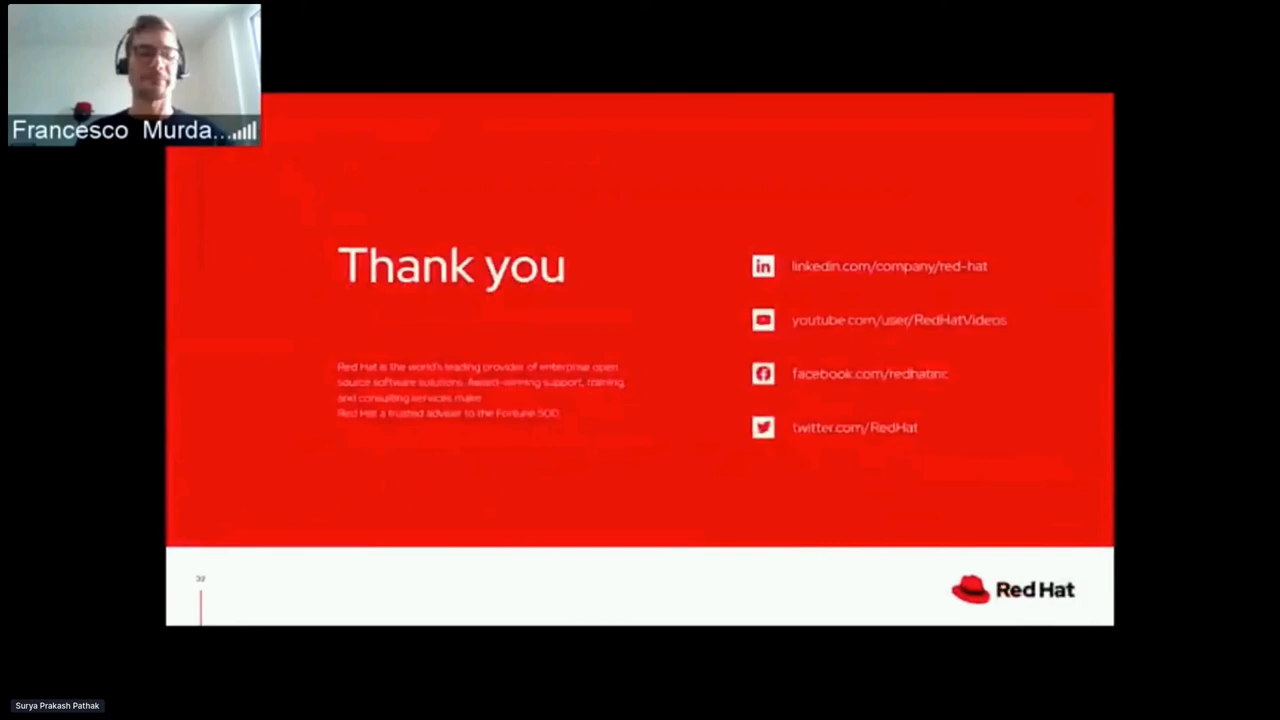 Francesco Murda...
Thank you
Red Hat is the world's leading provider of enterprise open
source software solutions. Award-winning support, training,
and consulting services make
Red Hat a trusted adviser to the Fortune 500.
linkedin.com/company/red-hat
youtube.com/user/RedHatVideos
facebook.com/redhatinc
twitter.com/RedHat
Red Hat
Surya Prakash Pathak